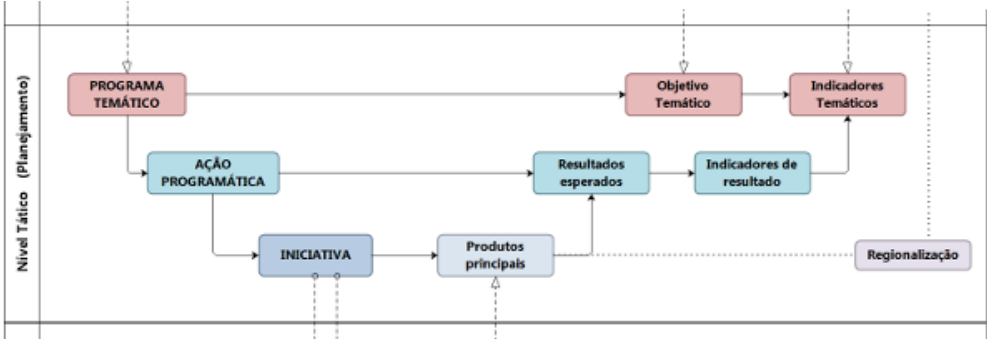 Nível Tático (Planejamento)
PROGRAMA
TEMÁTICO
Objetivo
Temático
Indicadores
Temáticos
AÇÃO
PROGRAMÁTICA
Resultados
esperados
Indicadores de
resultado
INICIATIVA
Produtos
principais
Regionalização